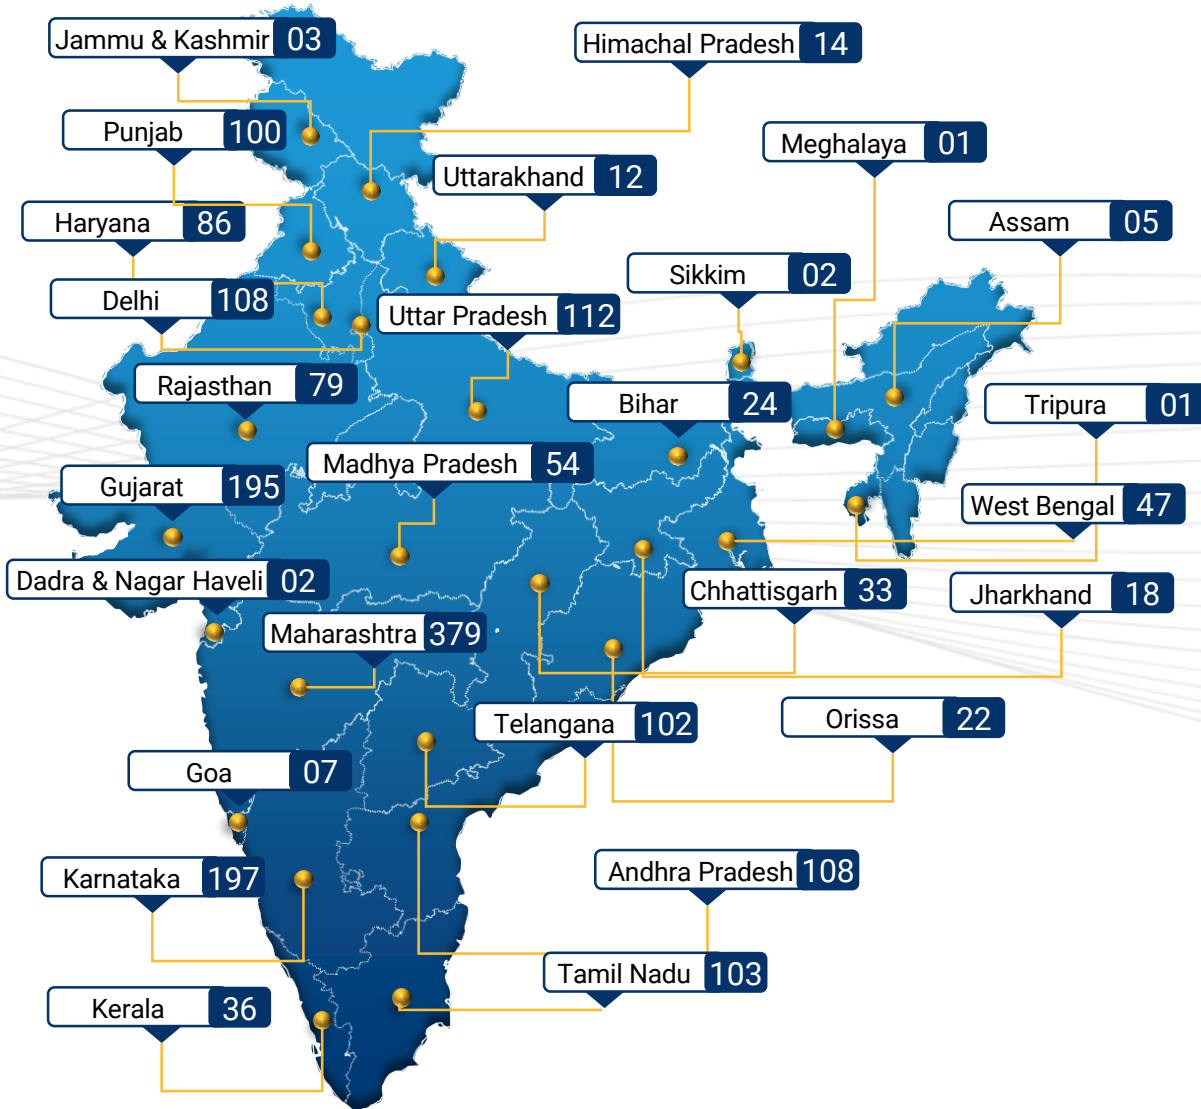 Jammu & Kashmir 03
Himachal Pradesh 14
Punjab 100
Meghalaya 01
Uttarakhand 12
Haryana 86
Assam 05
Sikkim 02
Delhi 108
Uttar Pradesh 112
Rajasthan 79
Bihar 24
Tripura 01
Madhya Pradesh 54
Gujarat 195
West Bengal 47
Dadra & Nagar Haveli 02
Chhattisgarh 33
Jharkhand 18
Maharashtra 379
Telangana 102
Orissa 22
Goa 07
Karnataka 197
Andhra Pradesh 108
Tamil Nadu 103
Kerala 36